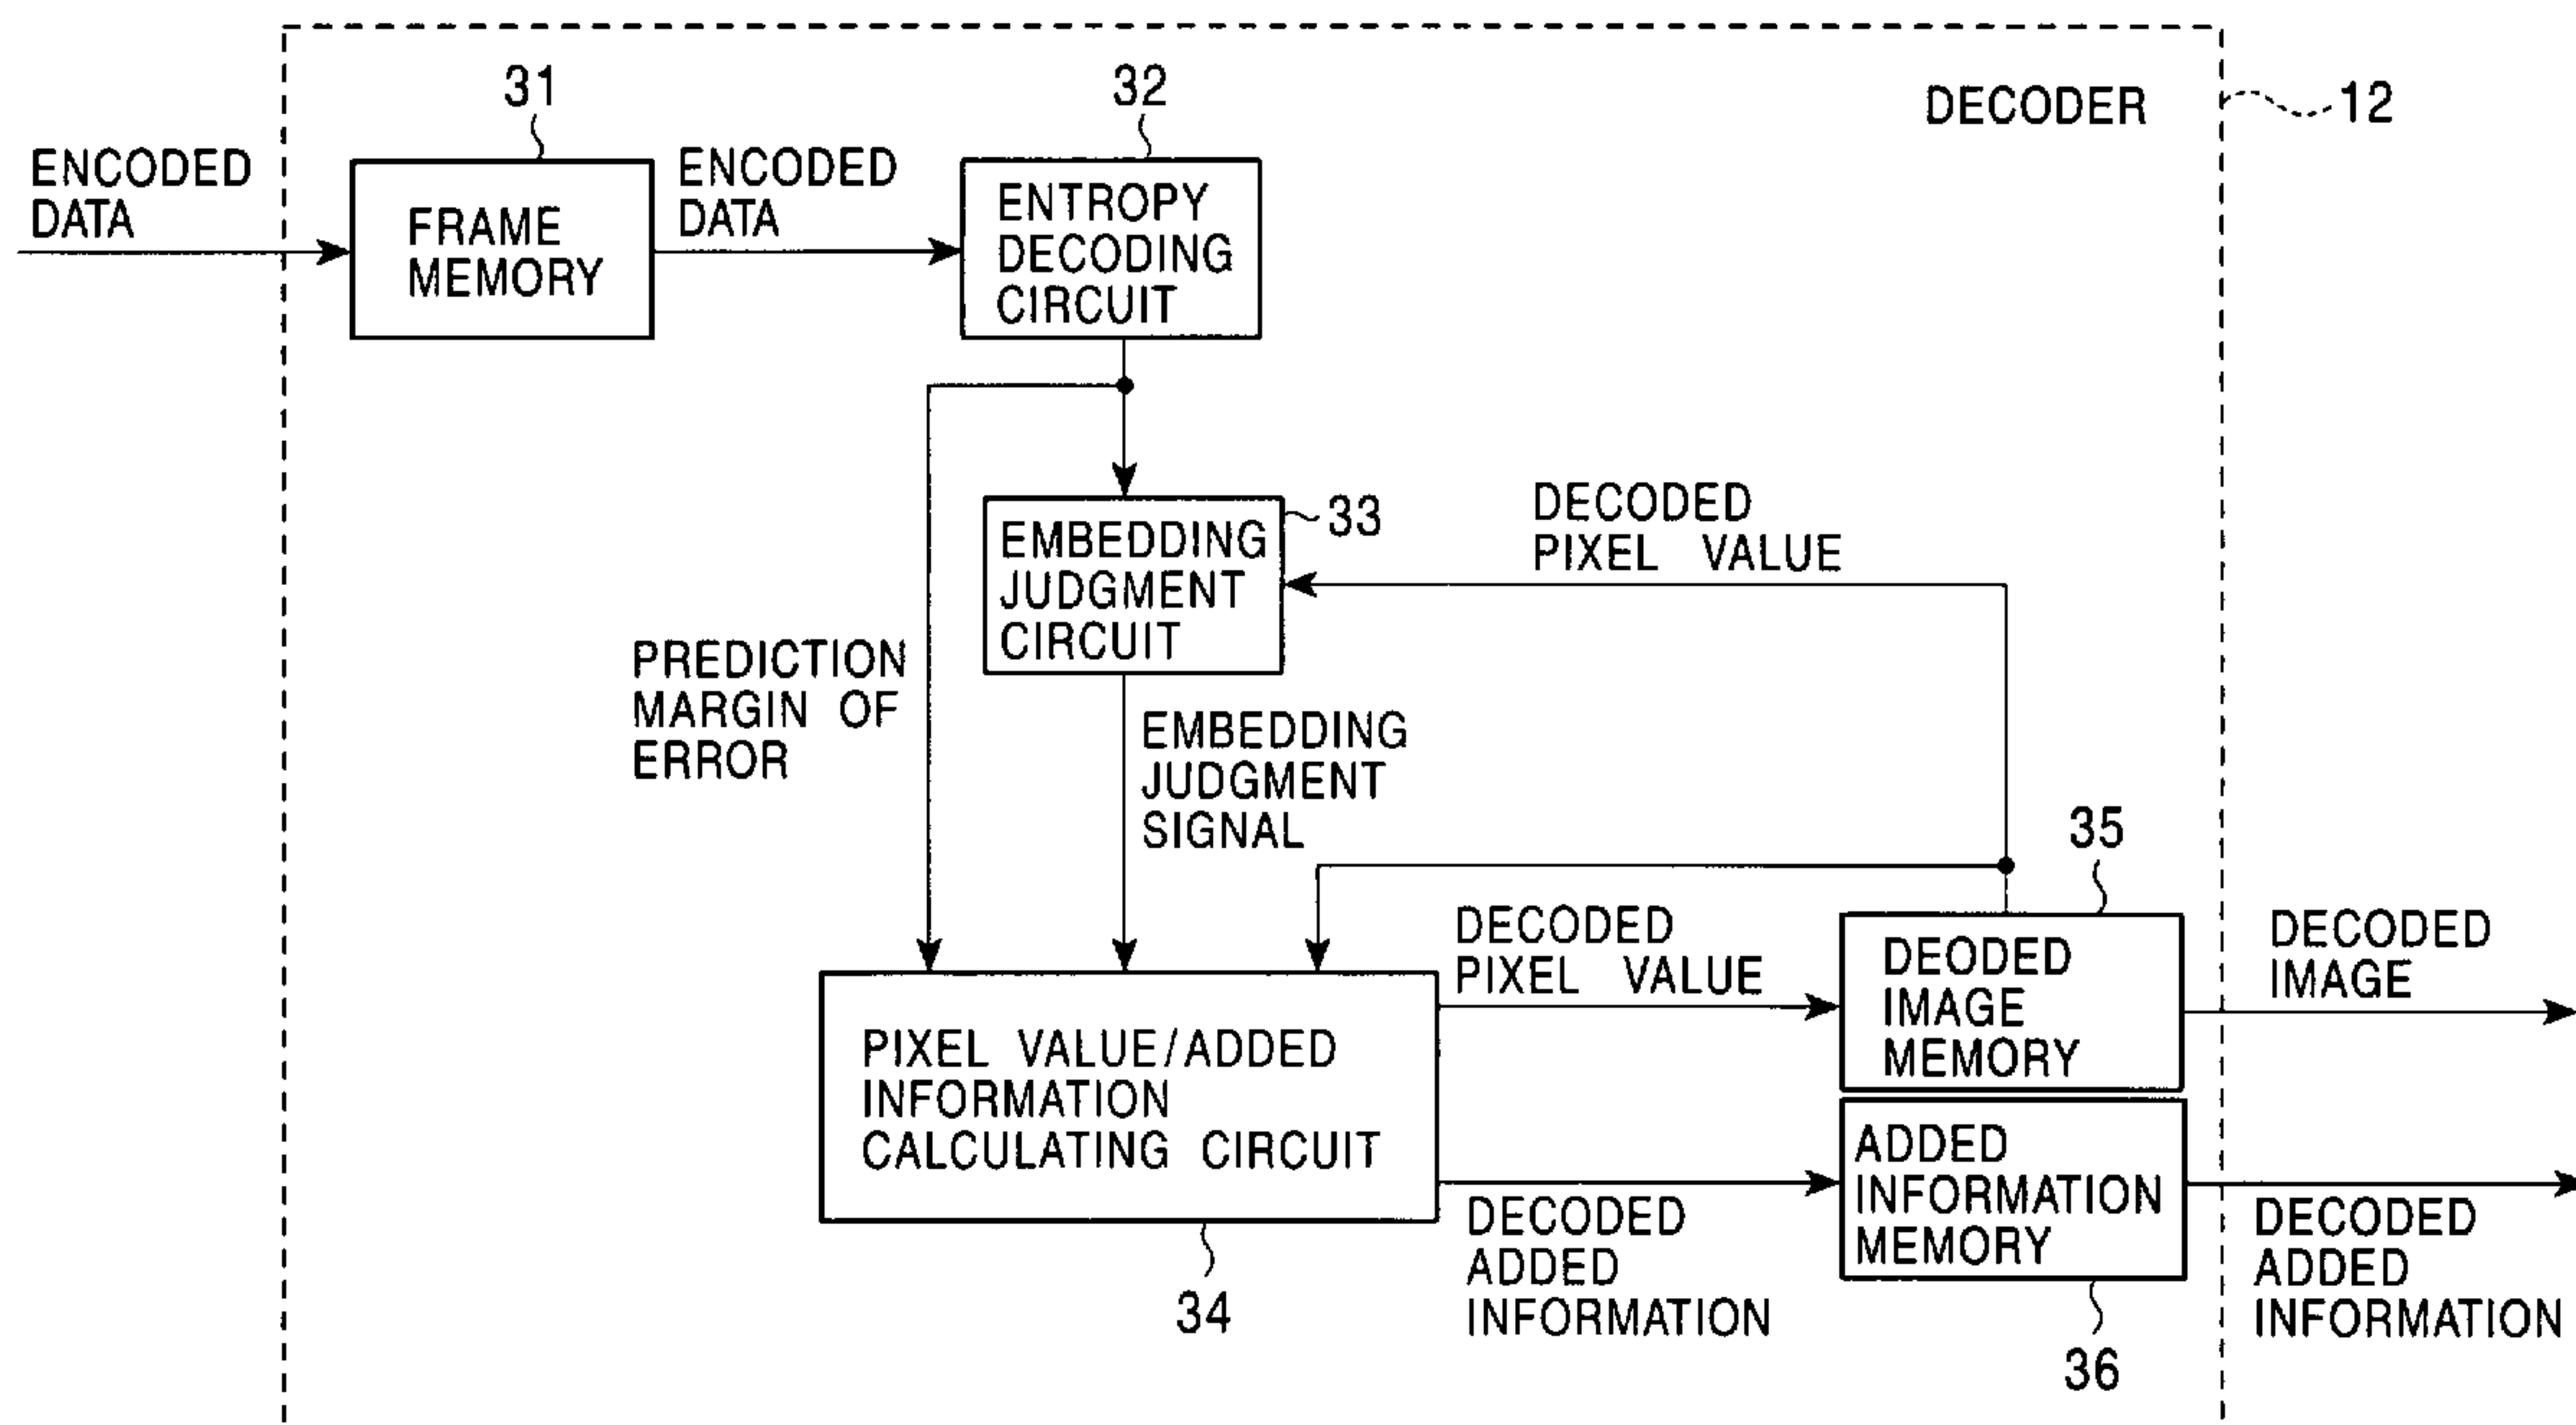 31
32
DECODER
12
ENCODED
DATA
FRAME
MEMORY
ENCODED
DATA
ENTROPY
DECODING
CIRCUIT
EMBEDDING
JUDGMENT
CIRCUIT
33
DECODED
PIXEL VALUE
PREDICTION
MARGIN OF
ERROR
EMBEDDING
JUDGMENT
SIGNAL
35
DECODED
PIXEL VALUE
DEODED
IMAGE
MEMORY
DECODED
IMAGE
PIXEL VALUE/ADDED
INFORMATION
CALCULATING CIRCUIT
34
DECODED
ADDED
INFORMATION
ADDED
INFORMATION
MEMORY
36
DECODED
ADDED
INFORMATION